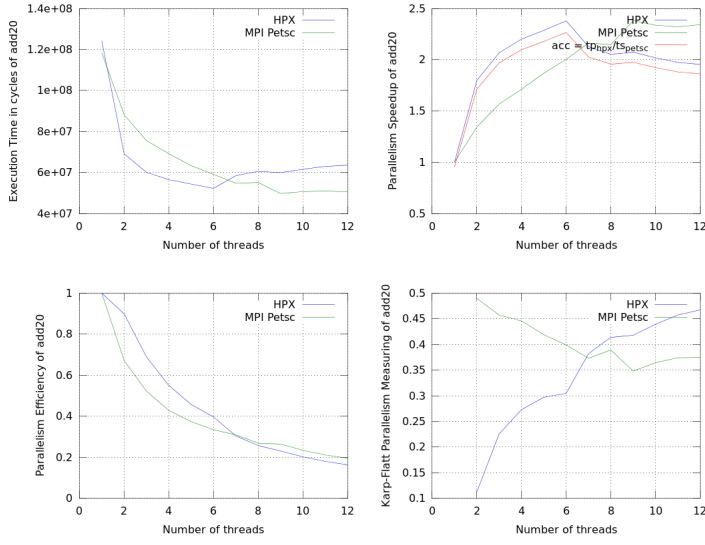 Execution Time in cycles of add20
1.4e+08
1.2e+08
1e+08
8e+07
6e+07
4e+07
HPX
MPI Petsc
0 2 4 6 8 10 12
Number of threads
Parallelism Speedup of add20
2.5
2
1.5
1
0.5
HPX
MPI Petsc
acc = tphpx/tspetsc
0 2 4 6 8 10 12
Number of threads
Parallelism Efficiency of add20
1
0.8
0.6
0.4
0.2
0
HPX
MPI Petsc
0 2 4 6 8 10 12
Number of threads
Karp-Flatt Parallelism Measuring of add20
0.5
0.45
0.4
0.35
0.3
0.25
0.2
0.15
0.1
HPX
MPI Petsc
0 2 4 6 8 10 12
Number of threads